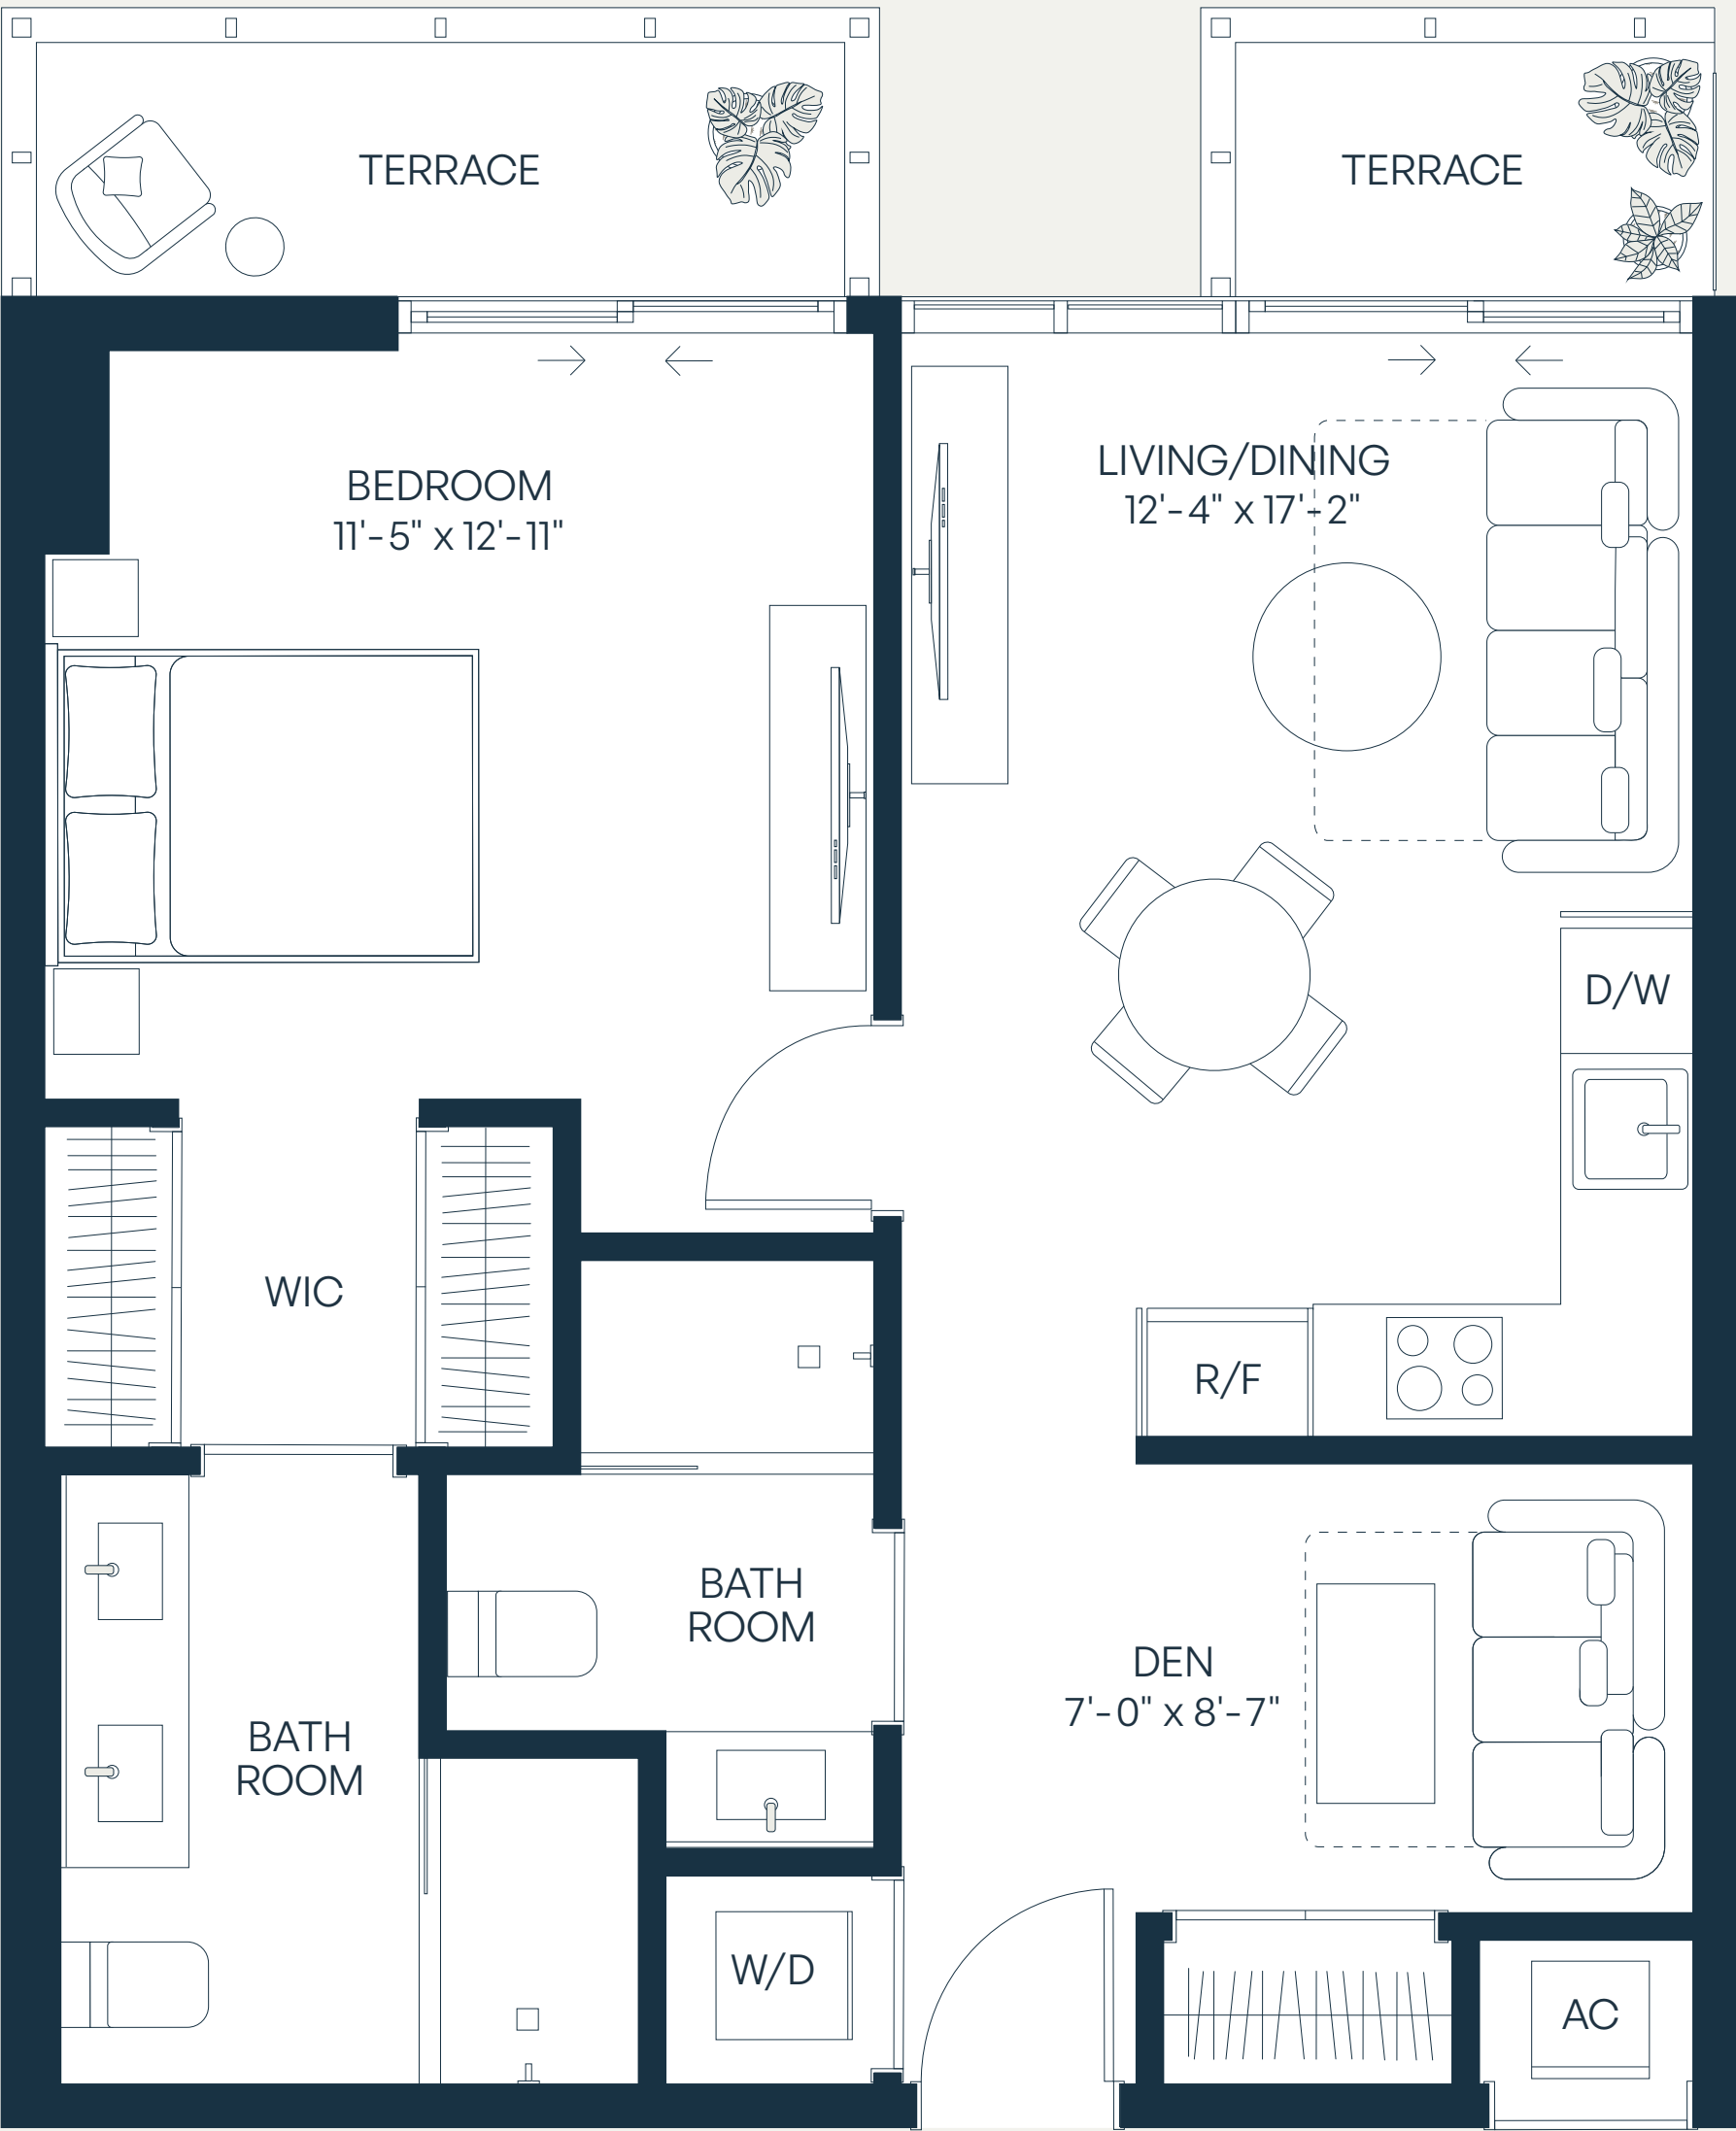 TERRACE
TERRACE
BEDROOM
11'-5" x 12'-11"
LIVING/DINING
12'-4" x 17'-2"
D/W
WIC
R/F
BATH
ROOM
DEN
7'-0" x 8'-7"
BATH
ROOM
W/D
AC